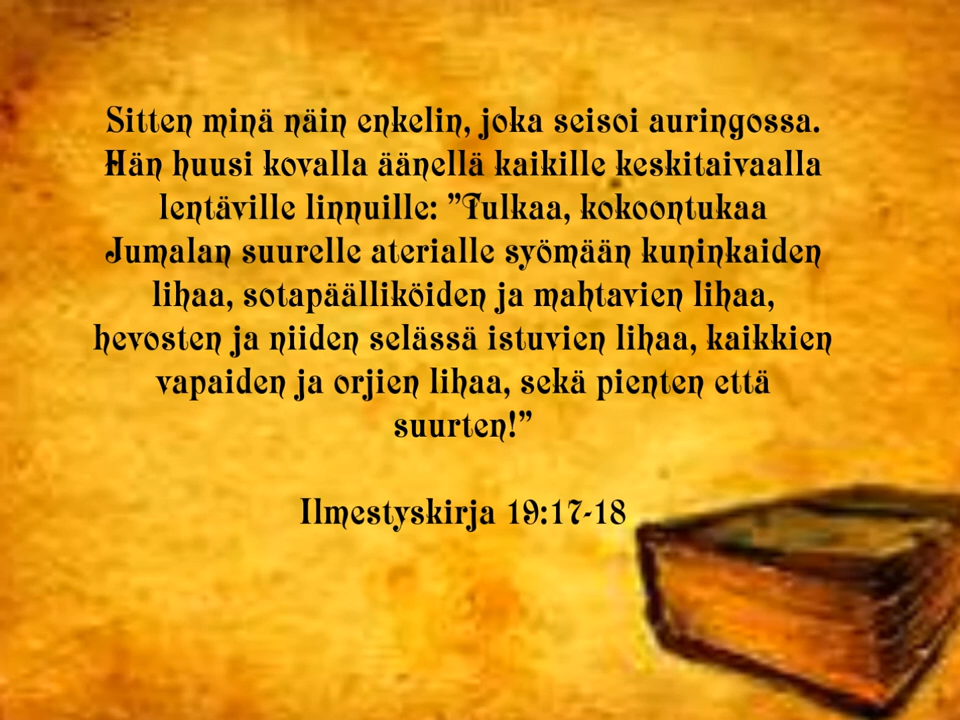 Sitten minä näin enkelin, joka seisoi auringossa.
Hän huusi kovalla äänellä kaikille keskitaivaalla
lentäville linnuille: ”Tulkaa, kokoontukaa
Jumalan suurelle aterialle syömään kuninkaiden
lihaa, sotapäälliköiden ja mahtavien lihaa,
hevosten ja niiden selässä istuvien lihaa, kaikkien
vapaiden ja orjien lihaa, sekä pienten että
suurten!”
Ilmestyskirja 19:17-18